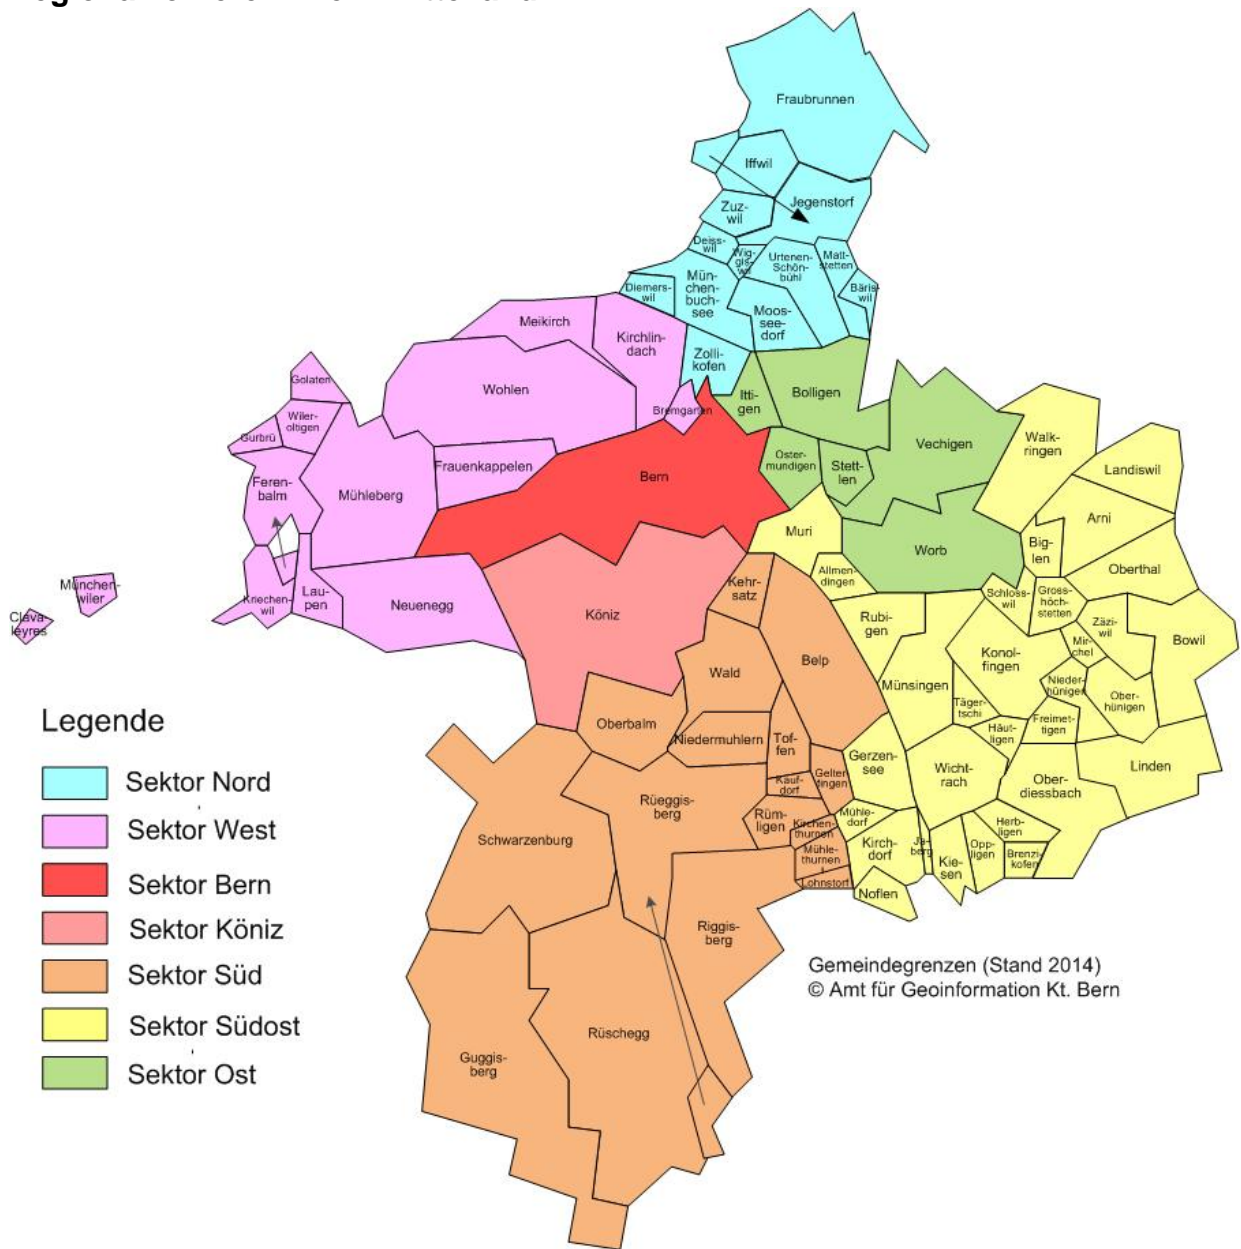 Fraubrunnen
Iffwil
Jegenstorf
Zuz-
wil
Deiss-
wil
Wig-
gis-
wil
Urtenen-
Schön-
bühl
Matt-
stetten
Bäris-
wil
Diemers-
wil
Mün-
chen-
buch-
see
Moos-
see-
dorf
Zolli-
kofen
Meikirch
Kirchlin-
dach
Wohlen
Bremgarten
Golaten
Wiler-
oltigen
Gurbrü
Feren-
balm
Mühleberg
Frauenkappelen
Bern
Itti-
gen
Bolligen
Oster-
mundigen
Stett-
len
Vechigen
Worb
Walk-
ringen
Landiswil
Arni
Big-
len
Oberthal
Muri
Allmen-
dingen
München-
wiler
Clava-
leyres
Kriechen-
wil
Lau-
pen
Neuenegg
Köniz
Kehr-
satz
Belp
Wald
Rubi-
gen
Schloss-
wil
Gross-
höch-
stetten
Zäzi-
wil
Mir-
chel
Bowil
Konol-
fingen
Münsingen
Nieder-
hünigen
Ober-
hünigen
Täger-
tschi
Häut-
ligen
Freimet-
tigen
Oberbalm
Niedermuhlern
Tof-
fen
Gerzen-
see
Wicht-
rach
Ober-
diessbach
Linden
Gelter-
fingen
Kauf-
dorf
Rüeggis-
berg
Rüm-
ligen
Kirchen-
thurnen
Mühle-
dorf
Mühle-
thurnen
Lohnstorf
Kirch-
dorf
Ja-
berg
Kie-
sen
Opp-
ligen
Herb-
ligen
Brenzi-
kofen
Noflen
Schwarzenburg
Riggis-
berg
Rüschegg
Guggis-
berg
Legende
Sektor Nord
Sektor West
Sektor Bern
Sektor Köniz
Sektor Süd
Sektor Südost
Sektor Ost
Gemeindegrenzen (Stand 2014)
© Amt für Geoinformation Kt. Bern